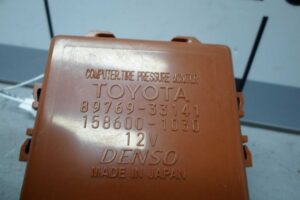 COMPUTER.TIRE PRESSURE MONITOR
TOYOTA
89769-33141
158600-1030
12V
DENSO
MADE IN JAPAN